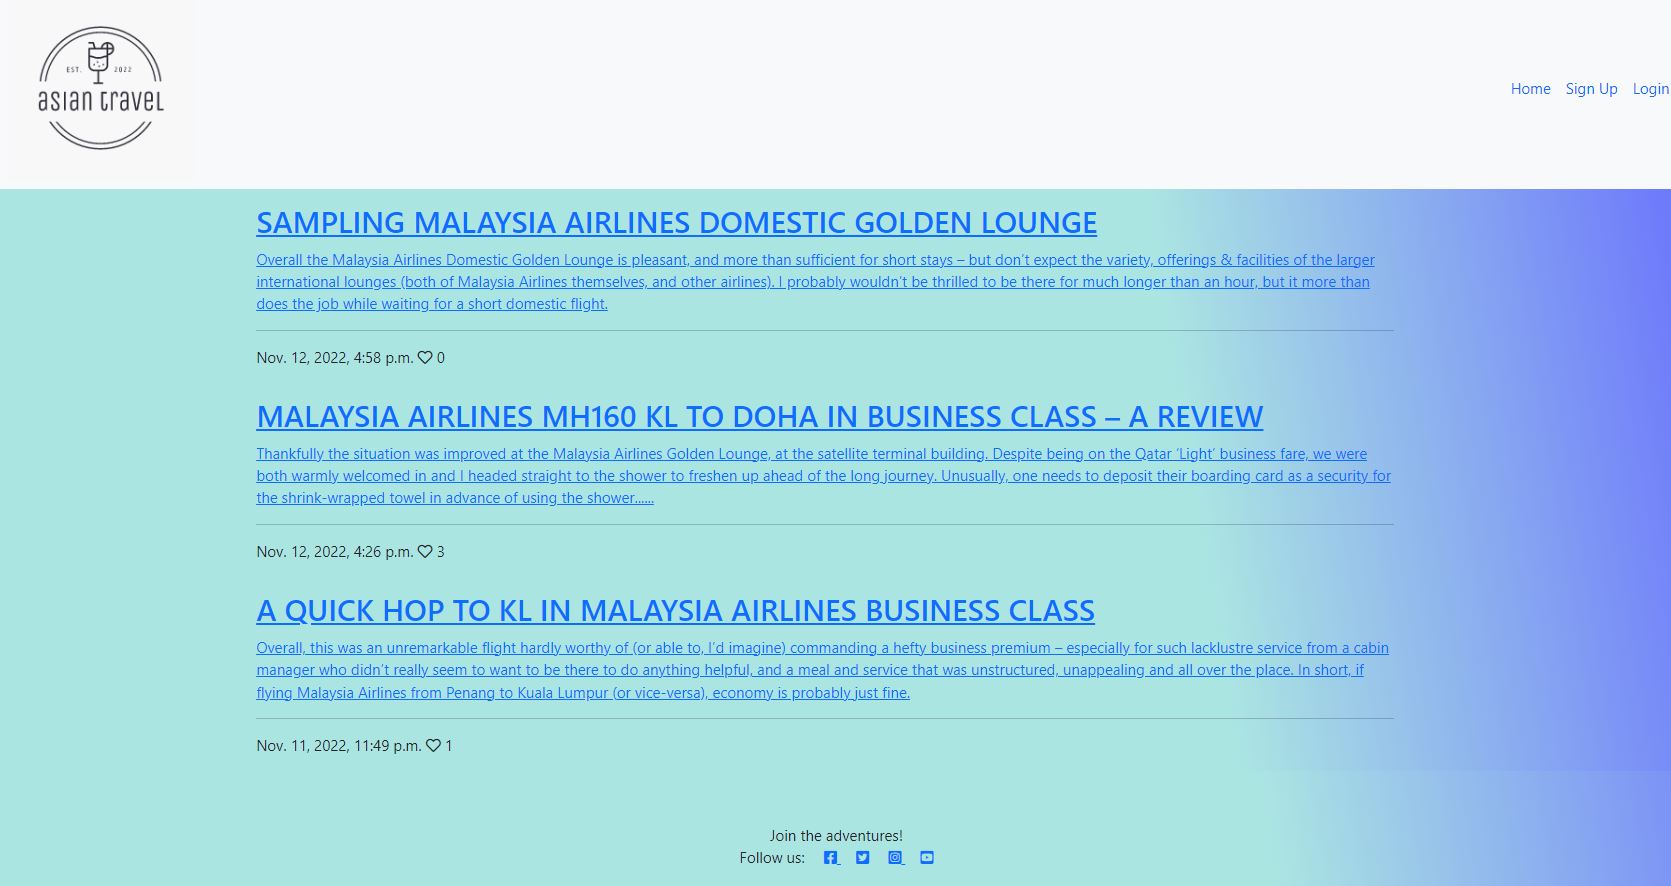 EST. 2022
asian travel
Home Sign Up Login
SAMPLING MALAYSIA AIRLINES DOMESTIC GOLDEN LOUNGE
Overall the Malaysia Airlines Domestic Golden Lounge is pleasant, and more than sufficient for short stays – but don’t expect the variety, offerings & facilities of the larger
international lounges (both of Malaysia Airlines themselves, and other airlines). I probably wouldn’t be thrilled to be there for much longer than an hour, but it more than
does the job while waiting for a short domestic flight.
Nov. 12, 2022, 4:58 p.m. 0
MALAYSIA AIRLINES MH160 KL TO DOHA IN BUSINESS CLASS – A REVIEW
Thankfully the situation was improved at the Malaysia Airlines Golden Lounge, at the satellite terminal building. Despite being on the Qatar ‘Light’ business fare, we were
both warmly welcomed in and I headed straight to the shower to freshen up ahead of the long journey. Unusually, one needs to deposit their boarding card as a security for
the shrink-wrapped towel in advance of using the shower......
Nov. 12, 2022, 4:26 p.m. 3
A QUICK HOP TO KL IN MALAYSIA AIRLINES BUSINESS CLASS
Overall, this was an unremarkable flight hardly worthy of (or able to, I’d imagine) commanding a hefty business premium – especially for such lacklustre service from a cabin
manager who didn’t really seem to want to be there to do anything helpful, and a meal and service that was unstructured, unappealing and all over the place. In short, if
flying Malaysia Airlines from Penang to Kuala Lumpur (or vice-versa), economy is probably just fine.
Nov. 11, 2022, 11:49 p.m. 1
Join the adventures!
Follow us: